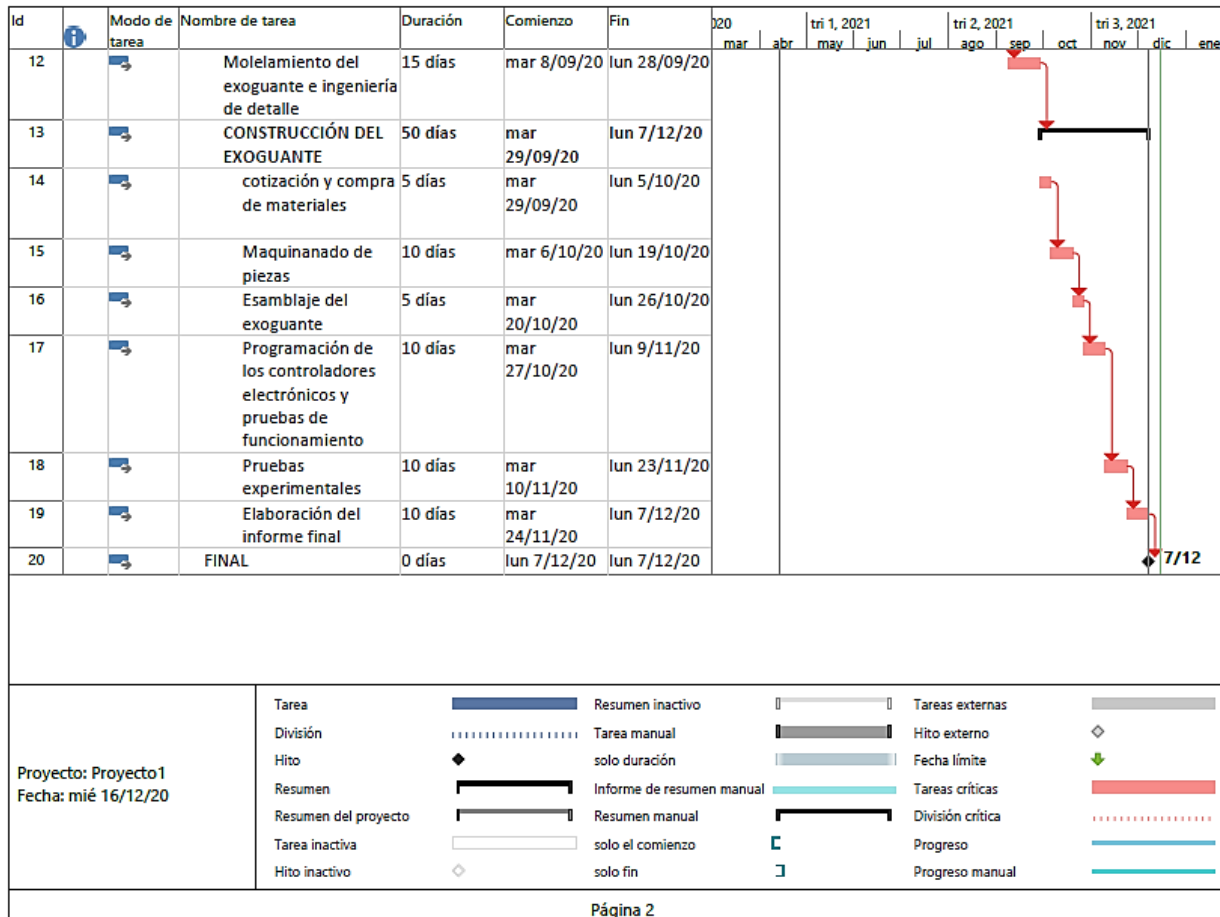 Id Modo de tarea Nombre de tarea Duración Comienzo Fin
020 tri 1, 2021 tri 2, 2021 tri 3, 2021
mar abr may jun jul ago sep oct nov dic ene
12 Molelamiento del 15 días mar 8/09/20 lun 28/09/20
exoguante e ingeniería
de detalle
13 CONSTRUCCIÓN DEL 50 días mar lun 7/12/20
EXOGUANTE 29/09/20
14 cotización y compra 5 días mar lun 5/10/20
de materiales 29/09/20
15 Maquinanado de 10 días mar 6/10/20 lun 19/10/20
piezas
16 Esamblaje del 5 días mar lun 26/10/20
exoguante 20/10/20
17 Programación de 10 días mar lun 9/11/20
los controladores 27/10/20
electrónicos y
pruebas de
funcionamiento
18 Pruebas 10 días mar lun 23/11/20
experimentales 10/11/20
19 Elaboración del 10 días mar lun 7/12/20
informe final 24/11/20
20 FINAL 0 días lun 7/12/20 lun 7/12/20 7/12
Proyecto: Proyecto1
Fecha: mié 16/12/20
Tarea Resumen inactivo Tareas externas
División Tarea manual Hito externo
Hito solo duración Fecha límite
Resumen Informe de resumen manual Tareas críticas
Resumen del proyecto Resumen manual División crítica
Tarea inactiva solo el comienzo Progreso
Hito inactivo solo fin Progreso manual
Página 2